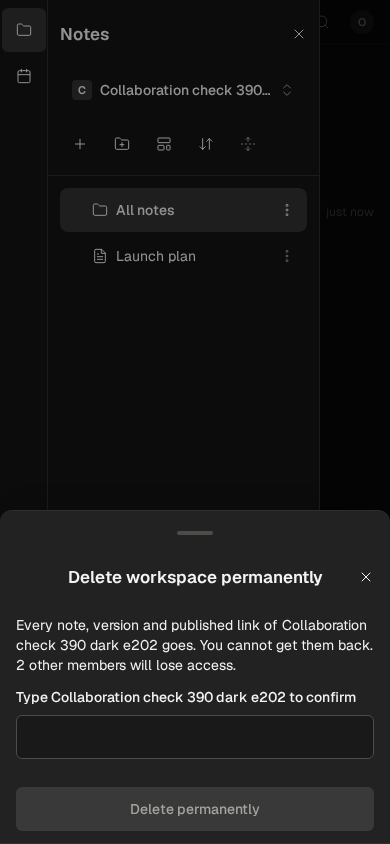 Notes
O
C Collaboration check 390...
All notes
just now
Launch plan
Delete workspace permanently
Every note, version and published link of Collaboration
check 390 dark e202 goes. You cannot get them back.
2 other members will lose access.
Type Collaboration check 390 dark e202 to confirm
Delete permanently